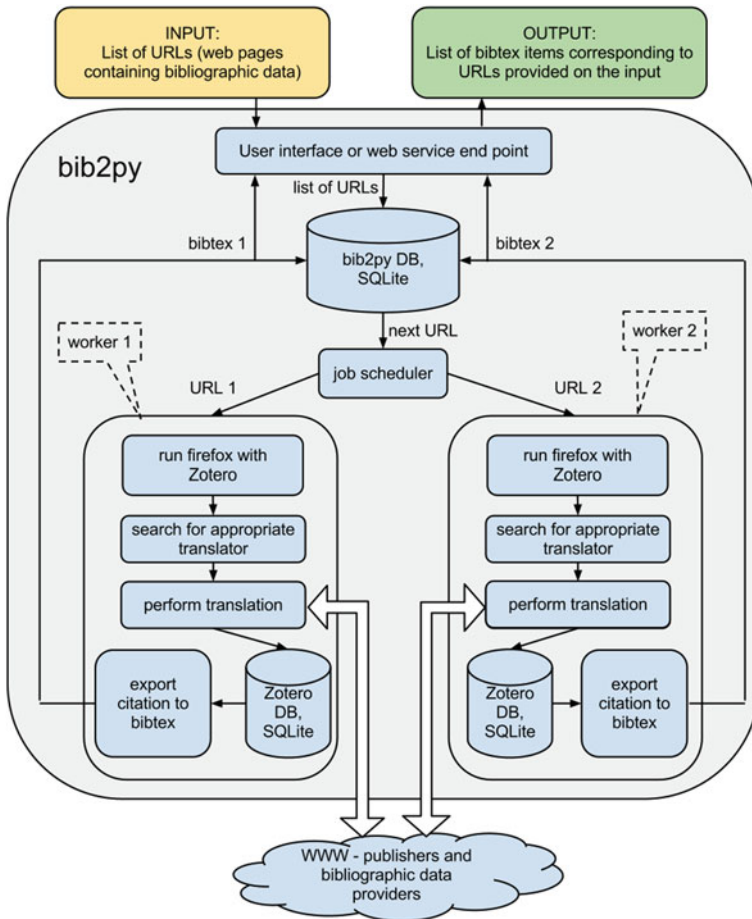 INPUT:
List of URLs (web pages
containing bibliographic data)
OUTPUT:
List of bibtex items corresponding to
URLs provided on the input
bib2py
User interface or web service end point
list of URLs
bibtex 1
bibtex 2
bib2py DB,
SQLite
next URL
worker 1
worker 2
job scheduler
URL 1
URL 2
run firefox with
Zotero
search for appropriate
translator
perform translation
export
citation to
bibtex
Zotero
DB,
SQLite
run firefox with
Zotero
search for appropriate
translator
perform translation
Zotero
DB,
SQLite
export
citation to
bibtex
WWW - publishers and
bibliographic data
providers